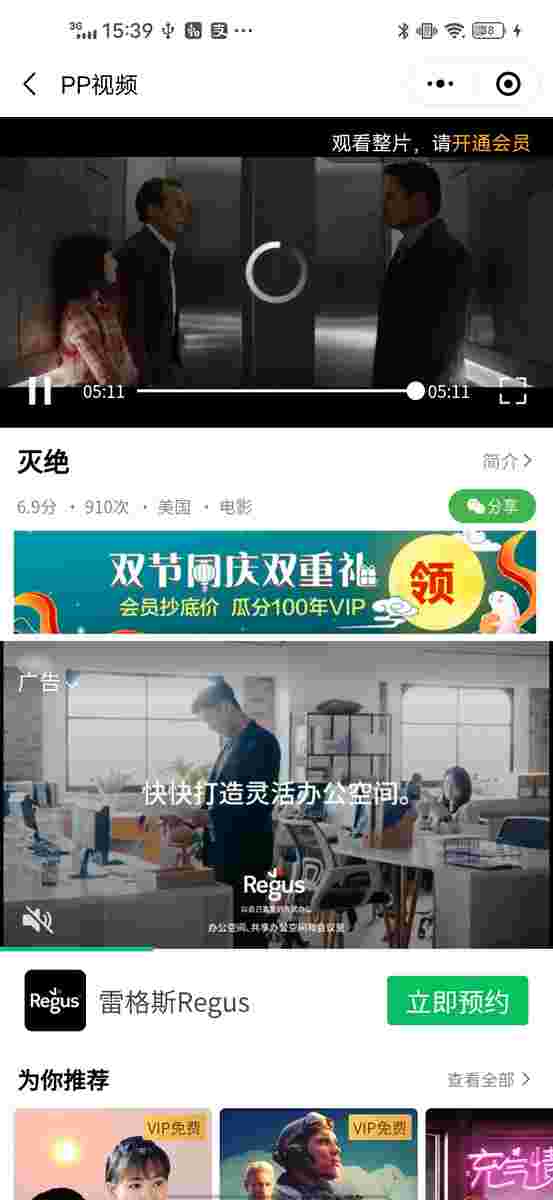 3G 15:39
PP视频
观看整片，请开通会员
05:11 05:11
灭绝
简介
6.9分 · 910次 · 美国 · 电影
分享
双节同庆双重礼
会员抄底价 瓜分100年VIP
领
广告
快快打造灵活办公空间。
Regus
办公空间、共享办公空间和会议室
Regus
雷格斯Regus
立即预约
为你推荐
查看全部
VIP免费
VIP免费